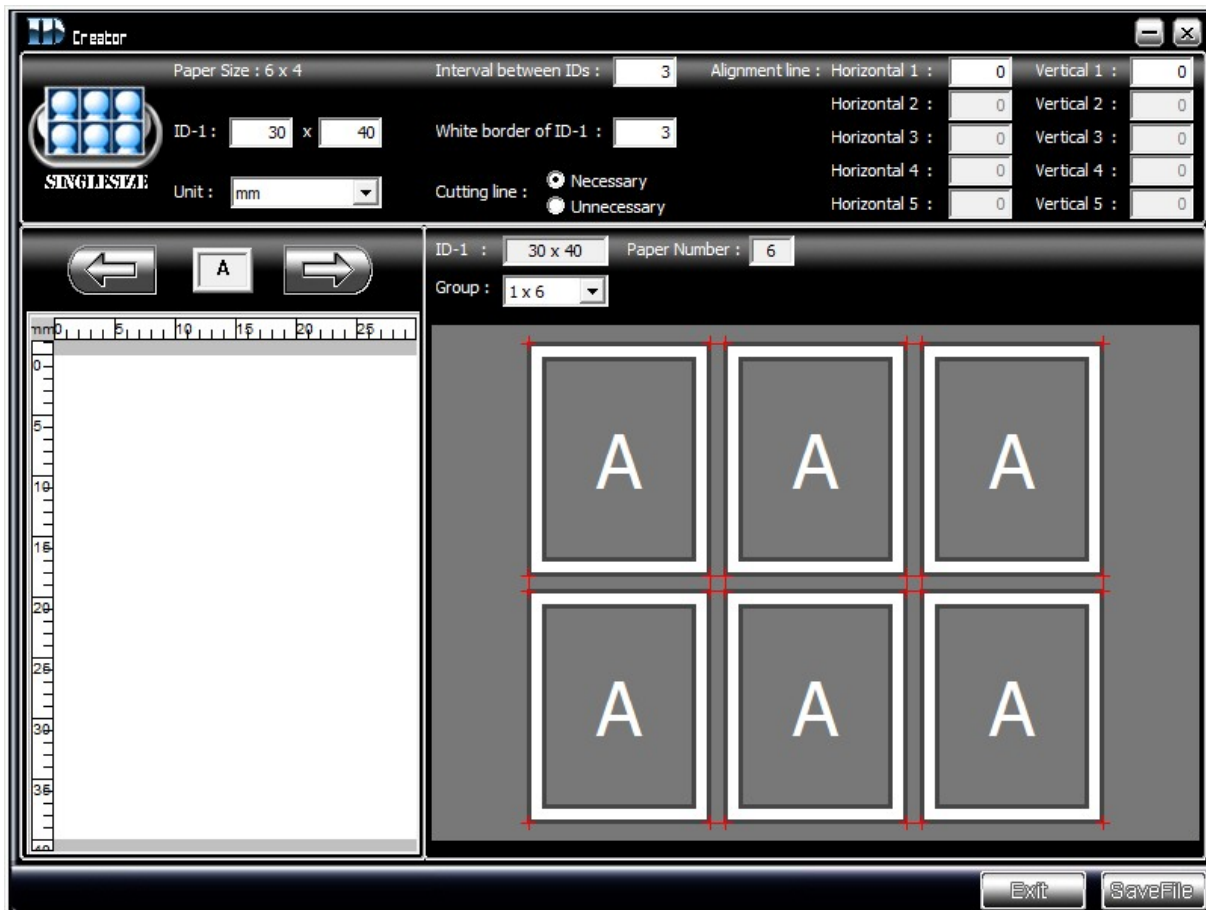 ID Creator
Paper Size : 6 x 4
Interval between IDs : 3
Alignment line : Horizontal 1 : 0 Vertical 1 : 0
Horizontal 2 : 0 Vertical 2 : 0
ID-1 : 30 x 40
White border of ID-1 : 3
Horizontal 3 : 0 Vertical 3 : 0
SINGLESIZE
Unit : mm
Cutting line : Necessary
Unnecessary
Horizontal 4 : 0 Vertical 4 : 0
Horizontal 5 : 0 Vertical 5 : 0
A
ID-1 : 30 x 40 Paper Number : 6
Group : 1 x 6
mm 0 5 10 15 20 25
0
5
10
15
20
25
30
35
40
A A A
A A A
Exit SaveFile